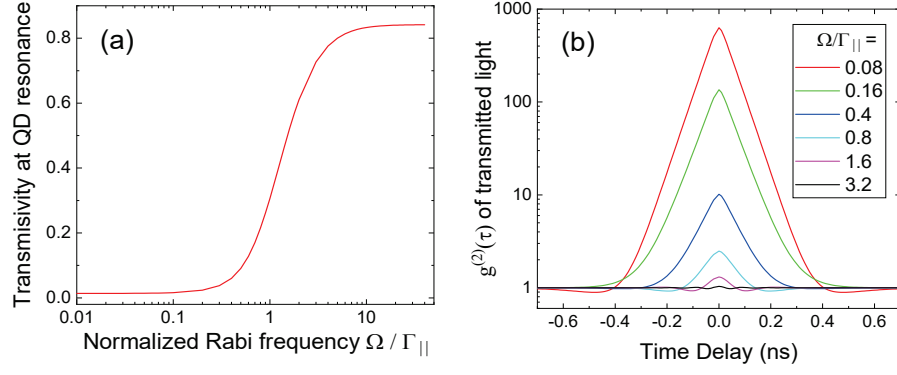 (a)
Transmisivity at QD resonance
0.8
0.6
0.4
0.2
0.0
0.01 0.1 1 10
Normalized Rabi frequency Ω / Γ||
(b)
g(2)(τ) of transmitted light
1000
100
10
1
-0.6 -0.4 -0.2 0.0 0.2 0.4 0.6
Time Delay (ns)
Ω/Γ|| =
0.08
0.16
0.4
0.8
1.6
3.2